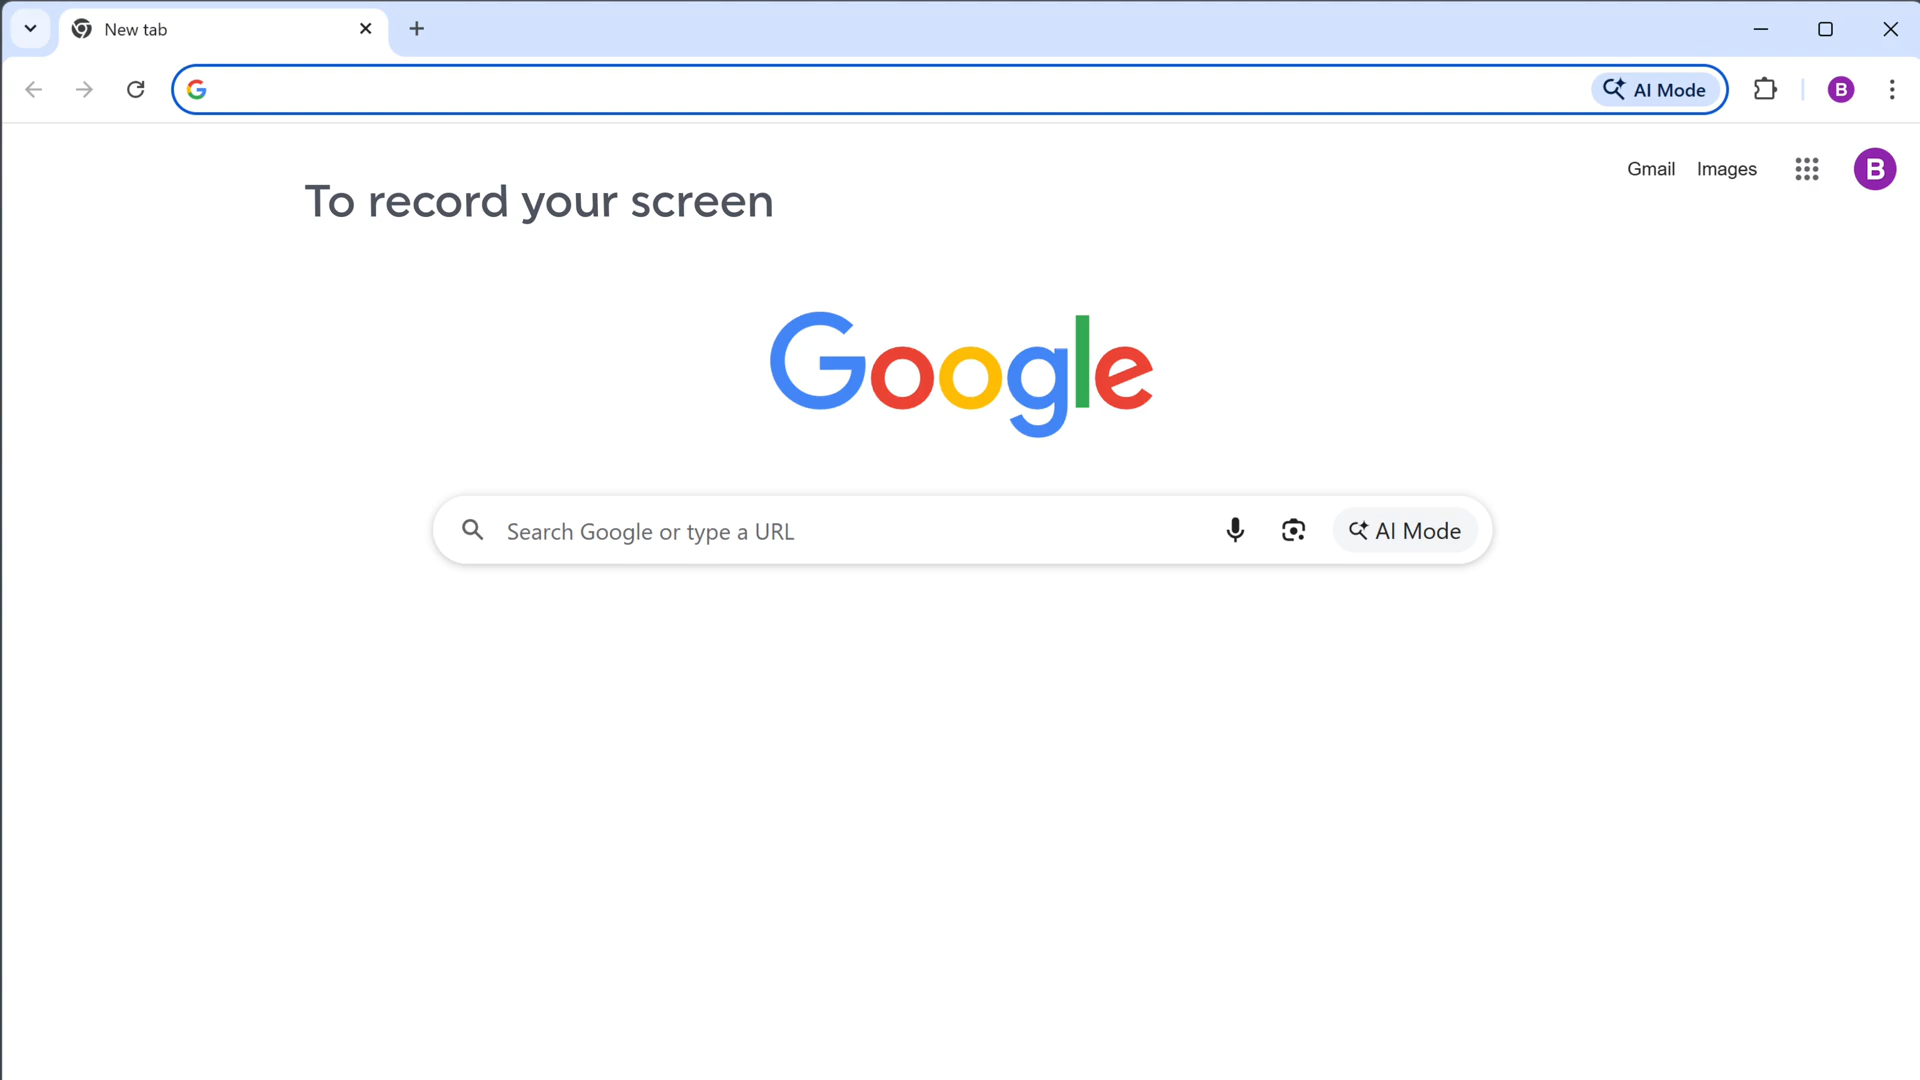 New tab
AI Mode
B
Gmail Images
B
To record your screen
Google
Search Google or type a URL
AI Mode